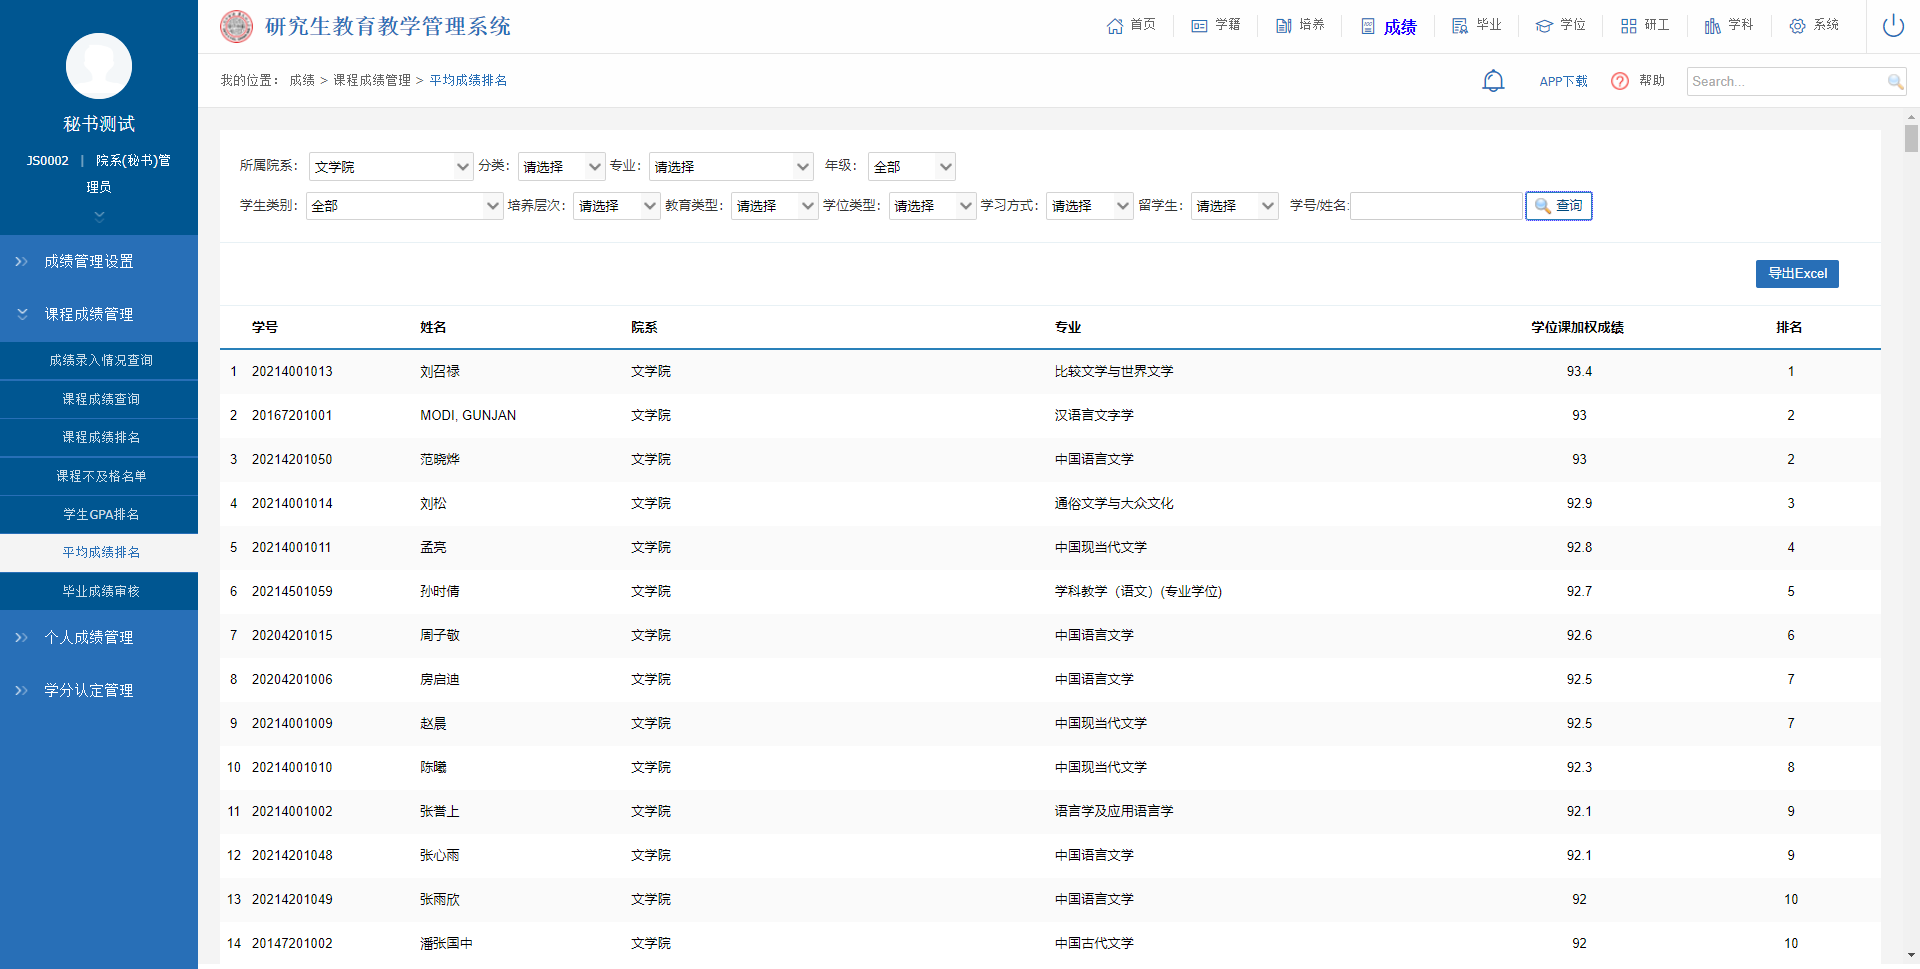 研究生教育教学管理系统
首页 学籍 培养 成绩 毕业 学位 研工 学科 系统
秘书测试
JS0002 | 院系(秘书)管
理员
我的位置： 成绩 > 课程成绩管理 > 平均成绩排名
APP下载 帮助 Search...
成绩管理设置
课程成绩管理
成绩录入情况查询
课程成绩查询
课程成绩排名
课程不及格名单
学生GPA排名
平均成绩排名
毕业成绩审核
个人成绩管理
学分认定管理
所属院系： 文学院 分类： 请选择 专业： 请选择 年级： 全部
学生类别： 全部 培养层次： 请选择 教育类型： 请选择 学位类型： 请选择 学习方式： 请选择 留学生： 请选择 学号/姓名: 查询
导出Excel
学号 姓名 院系 专业 学位课加权成绩 排名
1 20214001013 刘召禄 文学院 比较文学与世界文学 93.4 1
2 20167201001 MODI, GUNJAN 文学院 汉语言文字学 93 2
3 20214201050 范晓烨 文学院 中国语言文学 93 2
4 20214001014 刘松 文学院 通俗文学与大众文化 92.9 3
5 20214001011 孟亮 文学院 中国现当代文学 92.8 4
6 20214501059 孙时倩 文学院 学科教学（语文）(专业学位) 92.7 5
7 20204201015 周子敬 文学院 中国语言文学 92.6 6
8 20204201006 房启迪 文学院 中国语言文学 92.5 7
9 20214001009 赵晨 文学院 中国现当代文学 92.5 7
10 20214001010 陈曦 文学院 中国现当代文学 92.3 8
11 20214001002 张誉上 文学院 语言学及应用语言学 92.1 9
12 20214201048 张心雨 文学院 中国语言文学 92.1 9
13 20214201049 张雨欣 文学院 中国语言文学 92 10
14 20147201002 潘张国中 文学院 中国古代文学 92 10